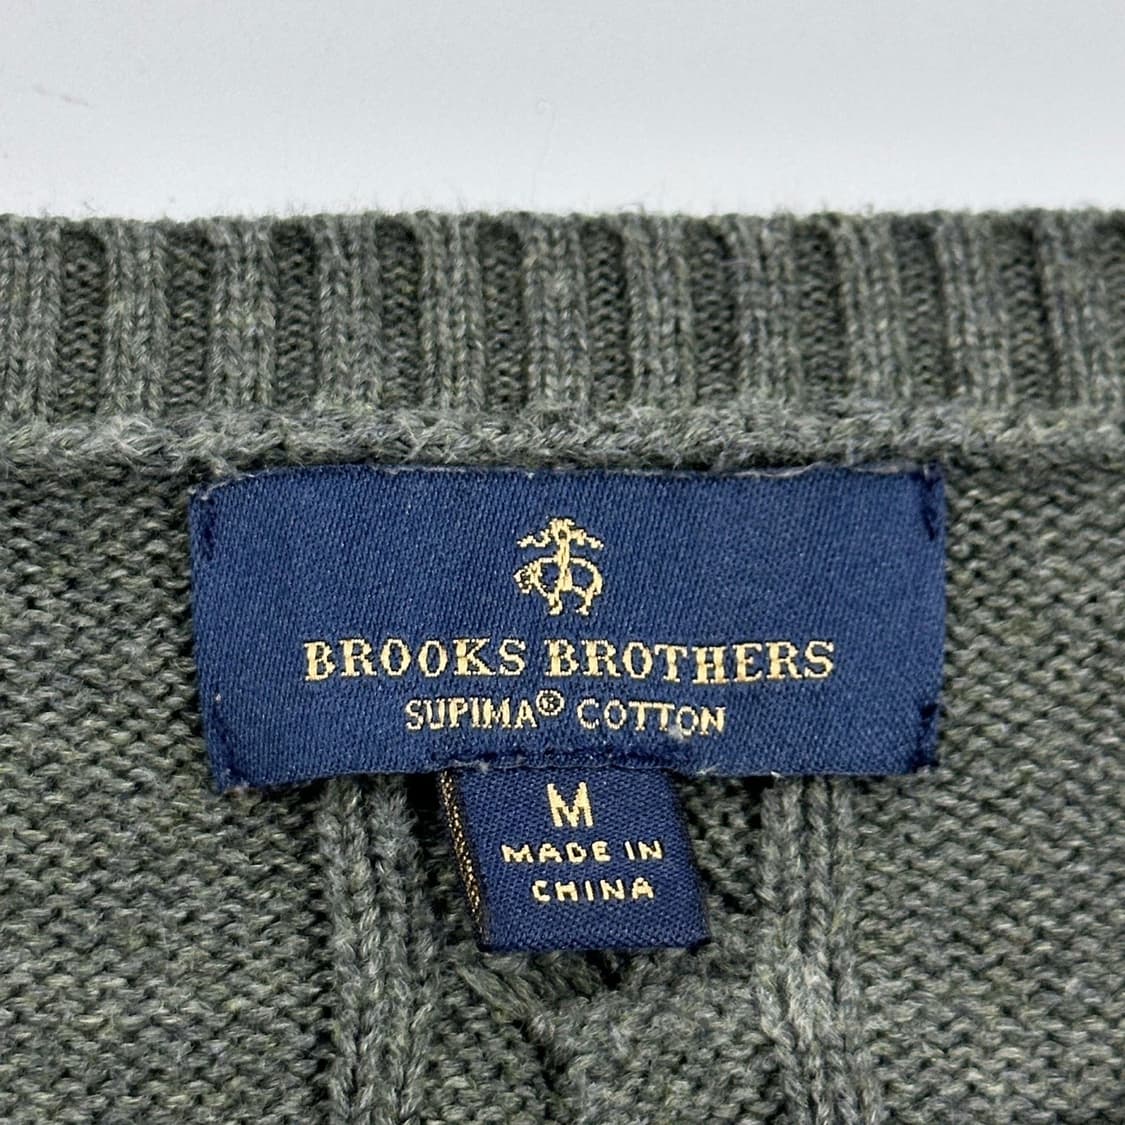 BROOKS BROTHERS
SUPIMA® COTTON
M
MADE IN
CHINA